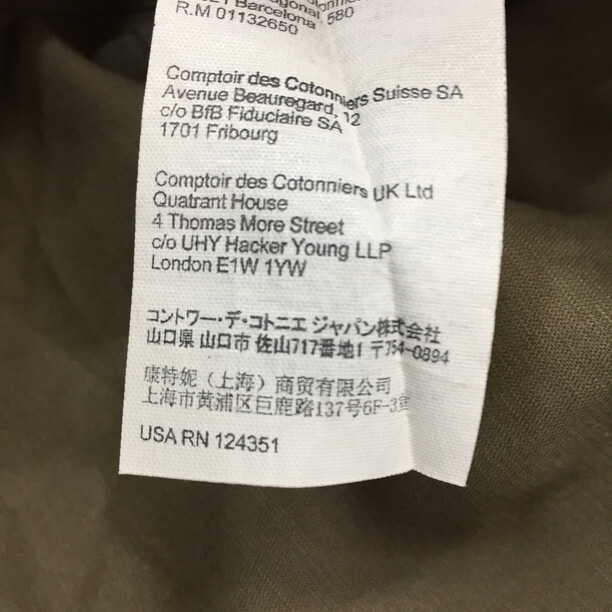 Barcelona
R.M 01132650
580
Comptoir des Cotonniers Suisse SA
Avenue Beauregard, 12
c/o BfB Fiduciaire SA
1701 Fribourg
Comptoir des Cotonniers UK Ltd
Quatrant House
4 Thomas More Street
c/o UHY Hacker Young LLP
London E1W 1YW
コントワー・デ・コトニエ ジャパン株式会社
山口県 山口市 佐山717番地1 〒754-0894
康特妮（上海）商贸有限公司
上海市黄浦区巨鹿路137号6F-3室
USA RN 124351